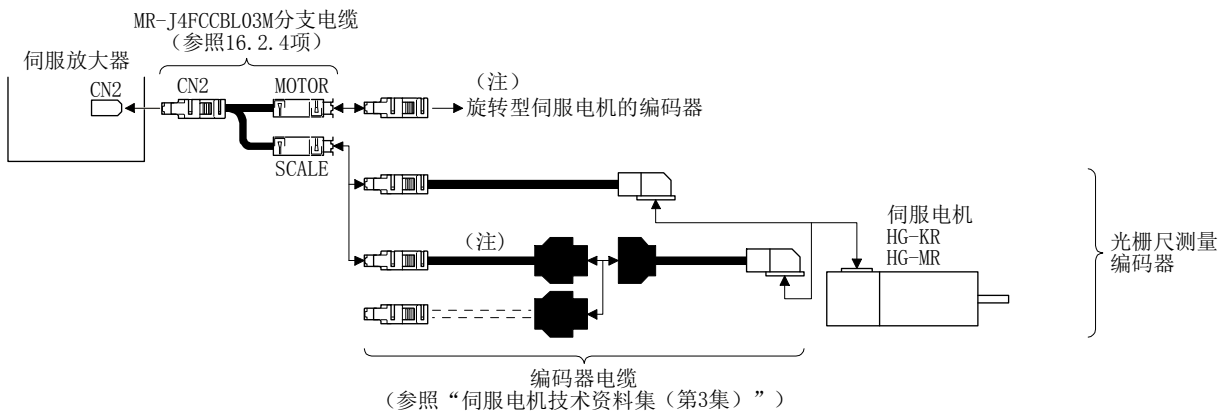 MR-J4FCCBL03M分支电缆
（参照16.2.4项）
伺服放大器
CN2
CN2
MOTOR
（注）
旋转型伺服电机的编码器
SCALE
（注）
伺服电机
HG-KR
HG-MR
光栅尺测量
编码器
编码器电缆
（参照“伺服电机技术资料集（第3集）”）